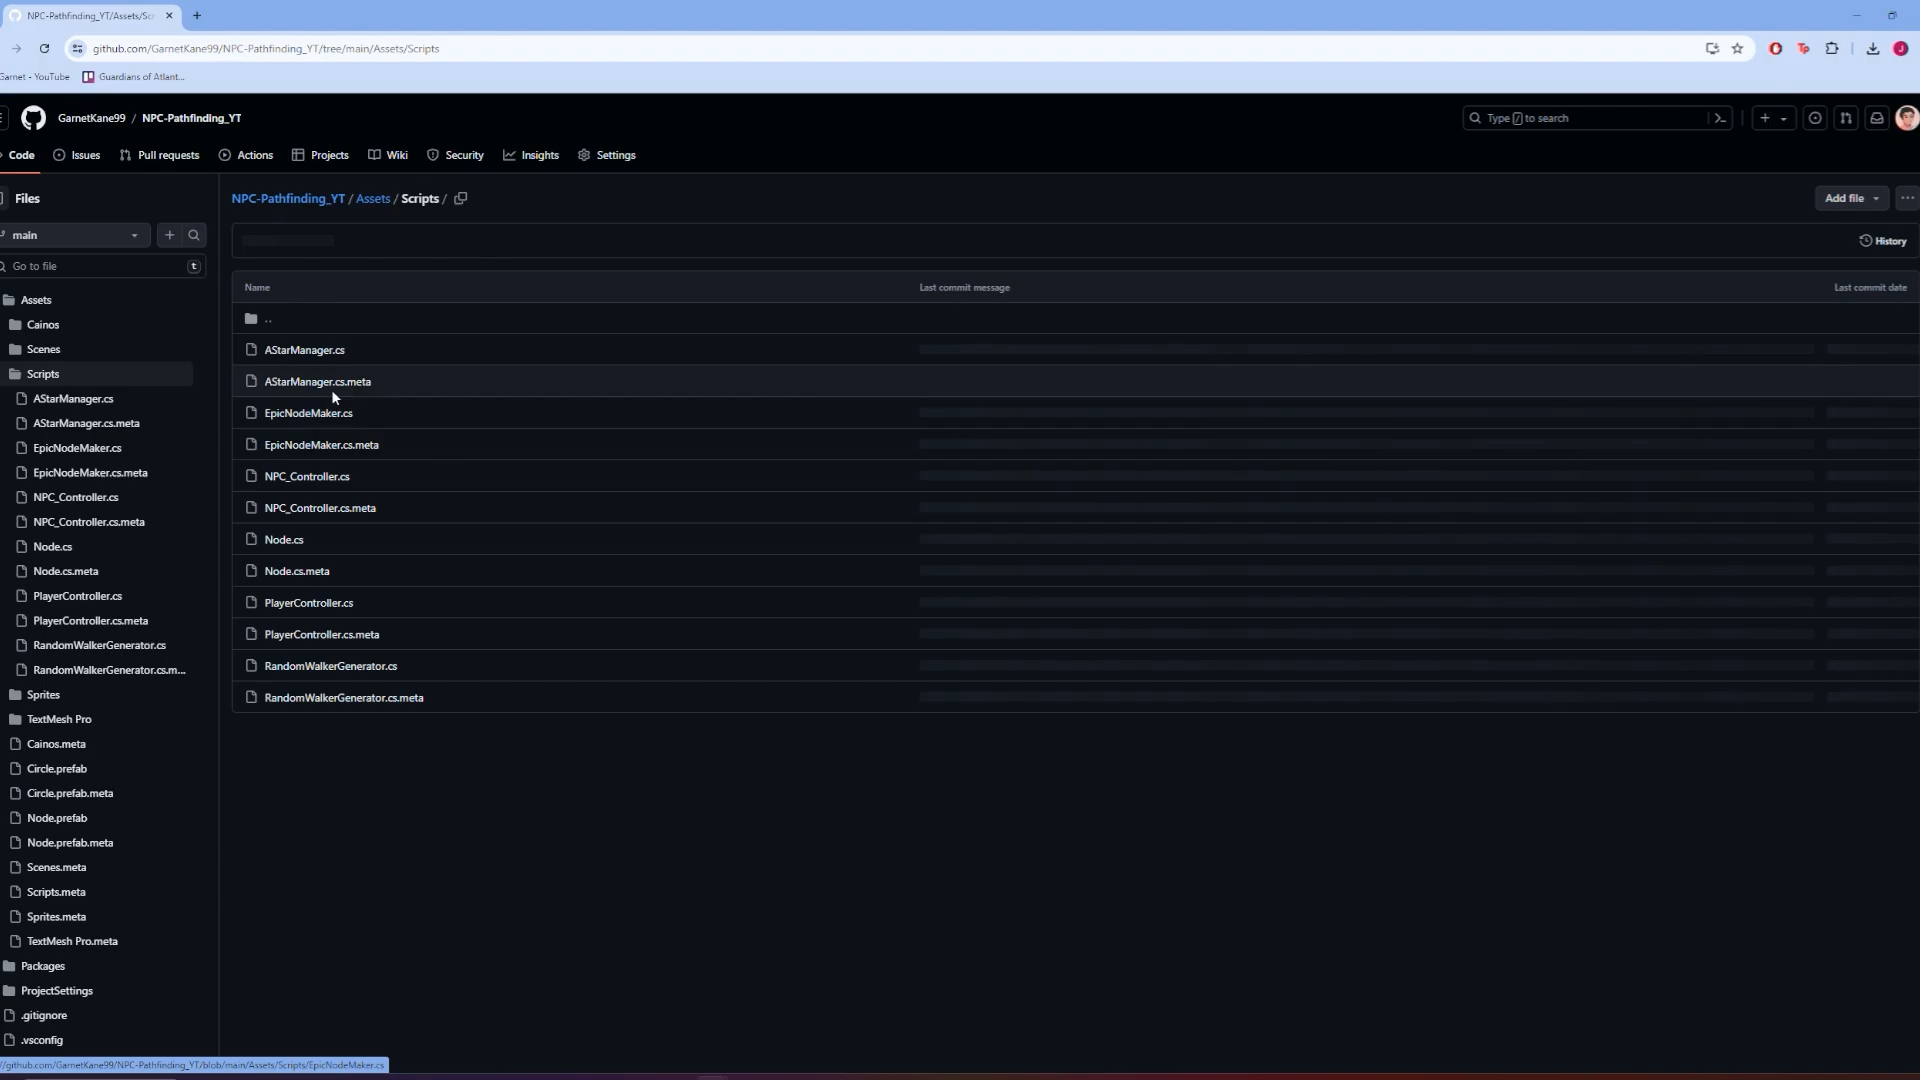 NPC-Pathfinding_YT/Assets/Scr
github.com/GarnetKane99/NPC-Pathfinding_YT/tree/main/Assets/Scripts
Garnet - YouTube
Guardians of Atlant...
GarnetKane99 / NPC-Pathfinding_YT
Type / to search
Code
Issues
Pull requests
Actions
Projects
Wiki
Security
Insights
Settings
Files
main
Go to file
t
Assets
Cainos
Scenes
Scripts
AStarManager.cs
AStarManager.cs.meta
EpicNodeMaker.cs
EpicNodeMaker.cs.meta
NPC_Controller.cs
NPC_Controller.cs.meta
Node.cs
Node.cs.meta
PlayerController.cs
PlayerController.cs.meta
RandomWalkerGenerator.cs
RandomWalkerGenerator.cs.m...
Sprites
TextMesh Pro
Cainos.meta
Circle.prefab
Circle.prefab.meta
Node.prefab
Node.prefab.meta
Scenes.meta
Scripts.meta
Sprites.meta
TextMesh Pro.meta
Packages
ProjectSettings
.gitignore
.vsconfig
NPC-Pathfinding_YT / Assets / Scripts /
Add file
History
Name
Last commit message
Last commit date
..
AStarManager.cs
AStarManager.cs.meta
EpicNodeMaker.cs
EpicNodeMaker.cs.meta
NPC_Controller.cs
NPC_Controller.cs.meta
Node.cs
Node.cs.meta
PlayerController.cs
PlayerController.cs.meta
RandomWalkerGenerator.cs
RandomWalkerGenerator.cs.meta
//github.com/GarnetKane99/NPC-Pathfinding_YT/blob/main/Assets/Scripts/EpicNodeMaker.cs